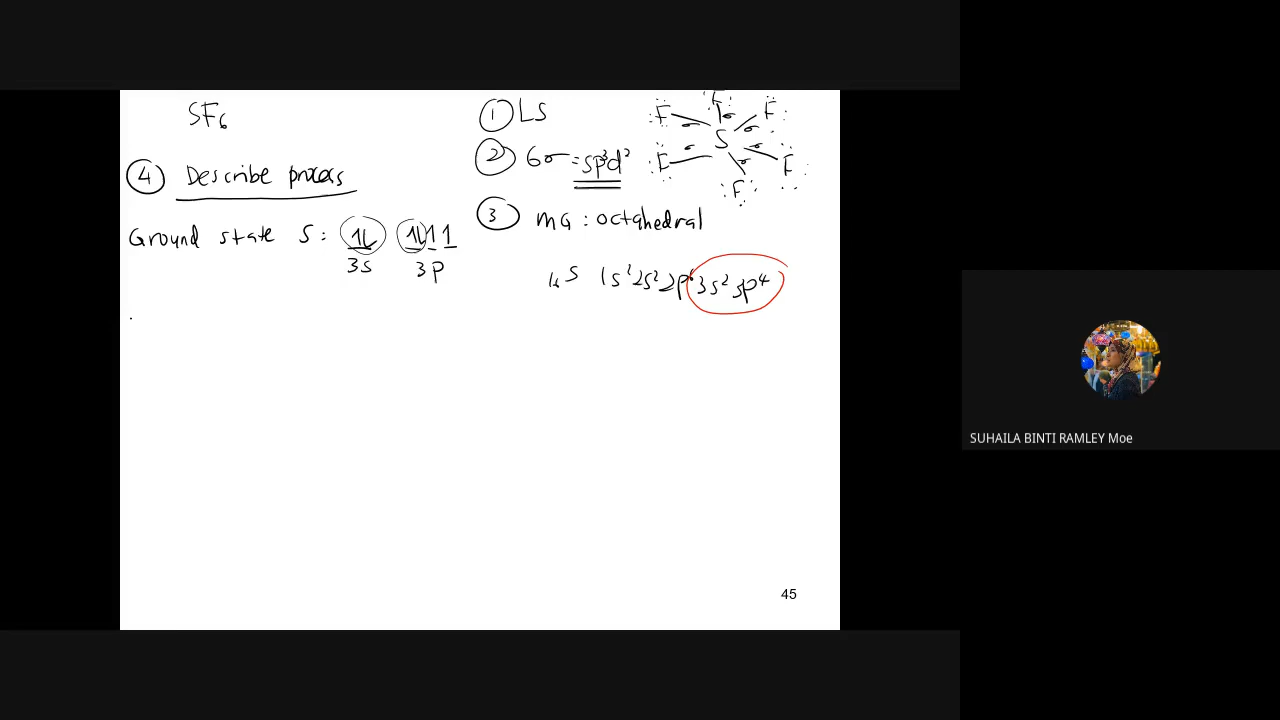 SF₆
④ Describe process
Ground state S: 1L 1L 1 1
3s 3p
① LS
② 6σ = sp³d²
③ MG : octahedral
₁₆S 1s² 2s² 2p⁶ 3s² 3p⁴
F F F
σ σ σ
S
F σ σ σ F
F
45
SUHAILA BINTI RAMLEY Moe